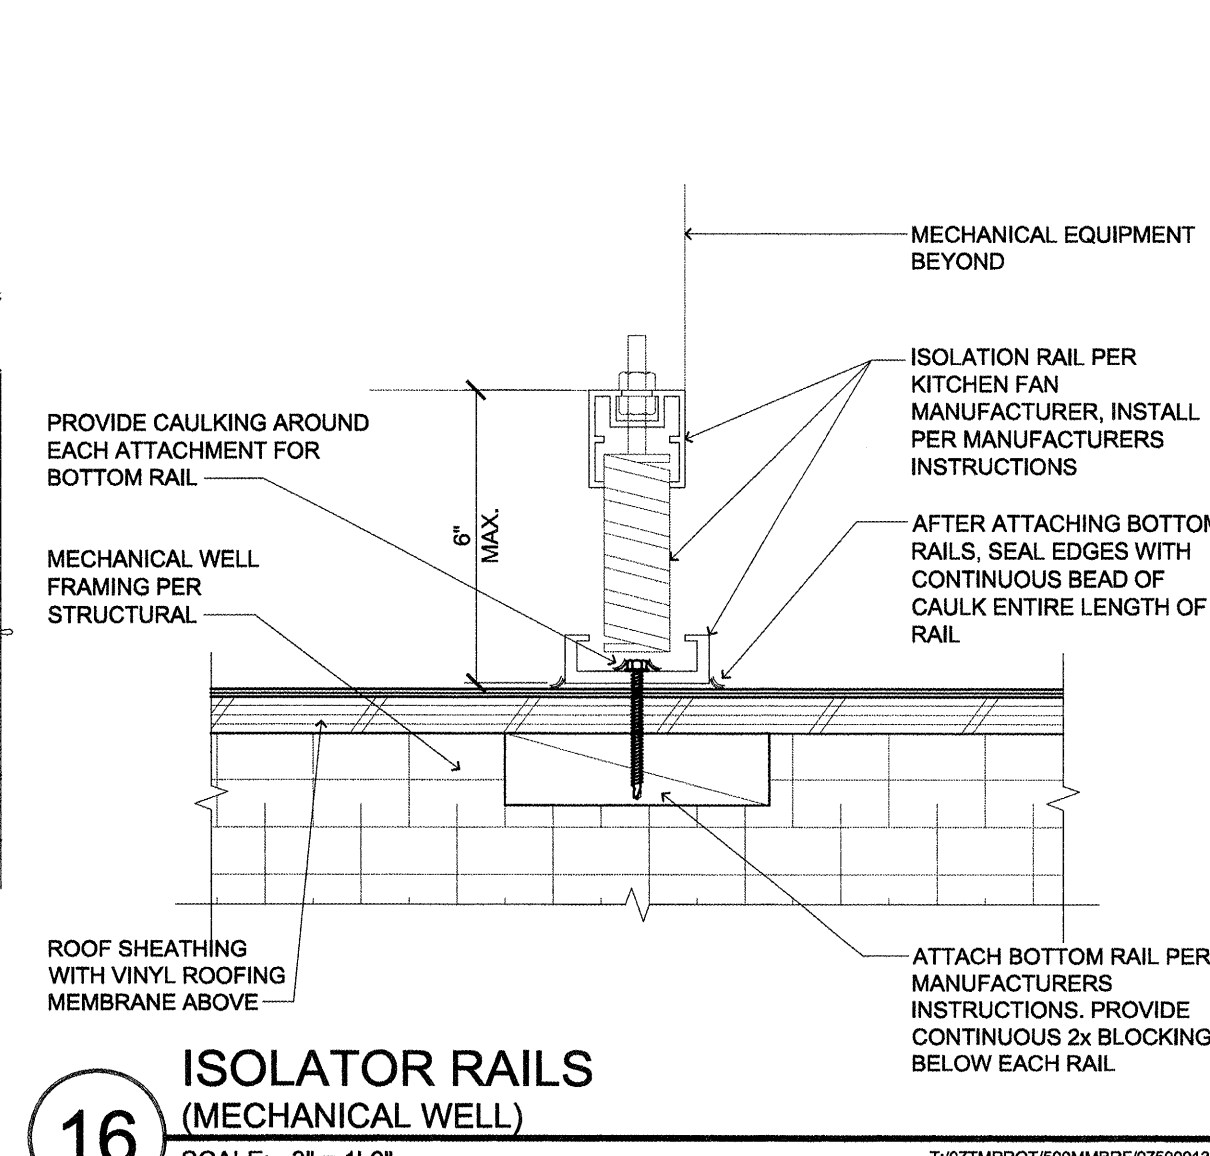 MECHANICAL EQUIPMENT
BEYOND
ISOLATION RAIL PER
KITCHEN FAN
MANUFACTURER, INSTALL
PER MANUFACTURERS
INSTRUCTIONS
PROVIDE CAULKING AROUND
EACH ATTACHMENT FOR
BOTTOM RAIL
6"
MAX.
AFTER ATTACHING BOTTOM
RAILS, SEAL EDGES WITH
CONTINUOUS BEAD OF
CAULK ENTIRE LENGTH OF
RAIL
MECHANICAL WELL
FRAMING PER
STRUCTURAL
ROOF SHEATHING
WITH VINYL ROOFING
MEMBRANE ABOVE
ATTACH BOTTOM RAIL PER
MANUFACTURERS
INSTRUCTIONS. PROVIDE
CONTINUOUS 2x BLOCKING
BELOW EACH RAIL
16
ISOLATOR RAILS
(MECHANICAL WELL)
SCALE: